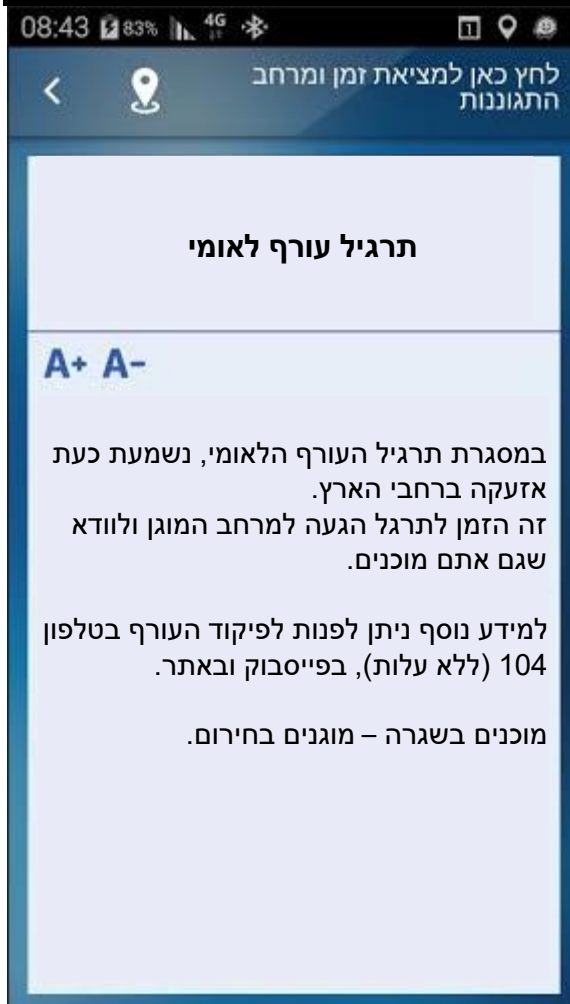 08:43 83% 4G 1
לחץ כאן למציאת זמן ומרחב
התגוננות
תרגיל עורף לאומי
A+ A-
במסגרת תרגיל העורף הלאומי, נשמעת כעת
אזעקה ברחבי הארץ.
זה הזמן לתרגל הגעה למרחב המוגן ולוודא
שגם אתם מוכנים.
למידע נוסף ניתן לפנות לפיקוד העורף בטלפון
104 (ללא עלות), בפייסבוק ובאתר.
מוכנים בשגרה – מוגנים בחירום.